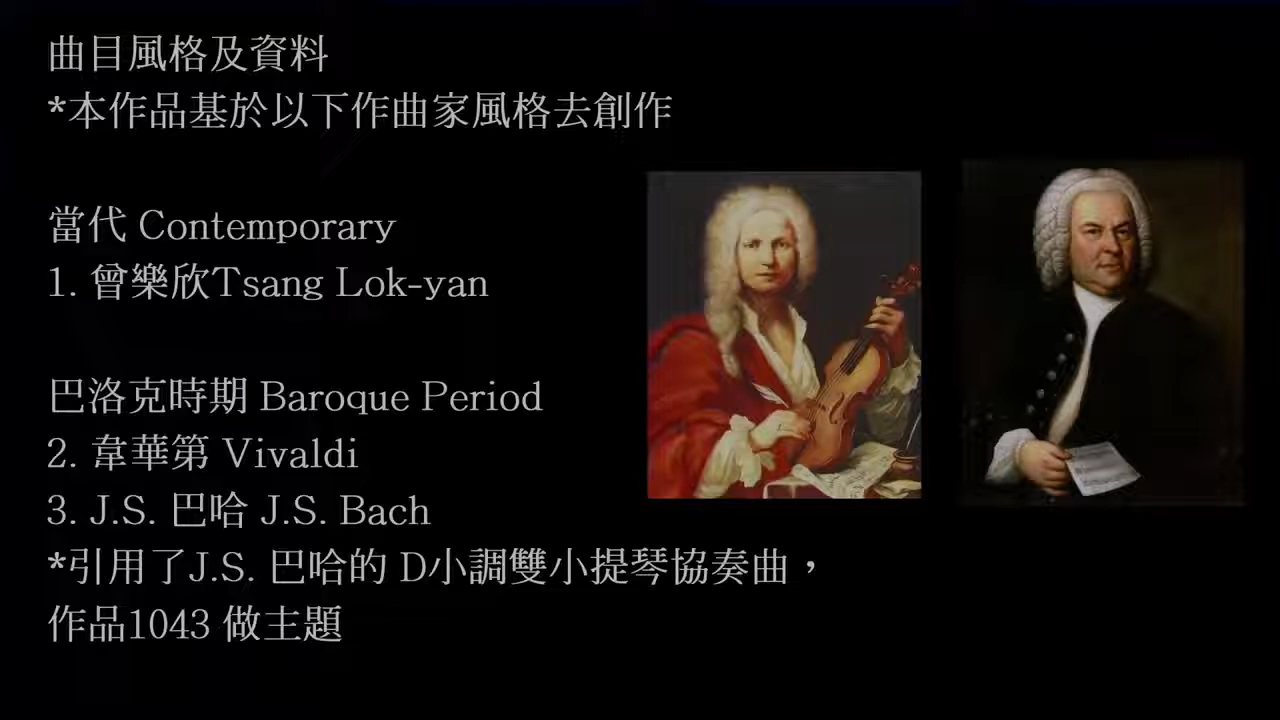 曲目風格及資料
*本作品基於以下作曲家風格去創作
當代 Contemporary
1. 曾樂欣Tsang Lok-yan
巴洛克時期 Baroque Period
2. 韋華第 Vivaldi
3. J.S. 巴哈 J.S. Bach
*引用了J.S. 巴哈的 D小調雙小提琴協奏曲，
作品1043 做主題